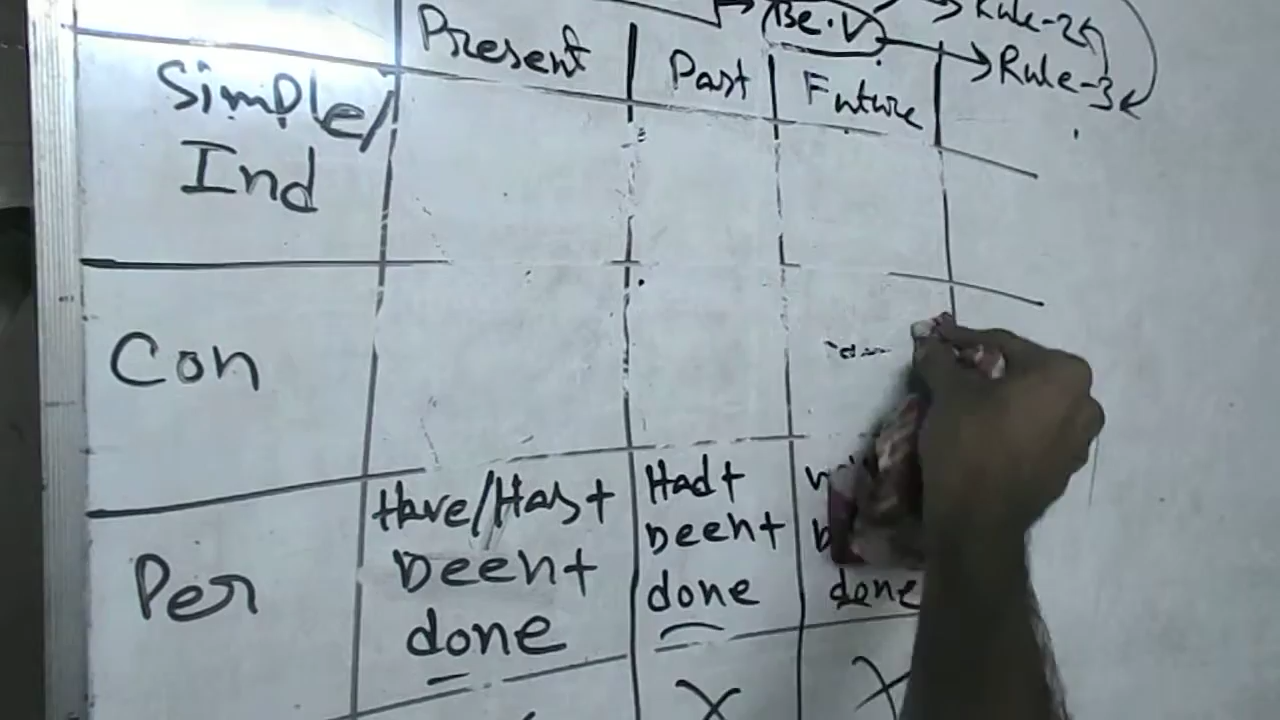 Be.V
Rule-2
Rule-3
Present
Past
Future
Simple/
Ind
Con
Per
Have/Has+
Been+
done
Had+
been+
done
done
X
X